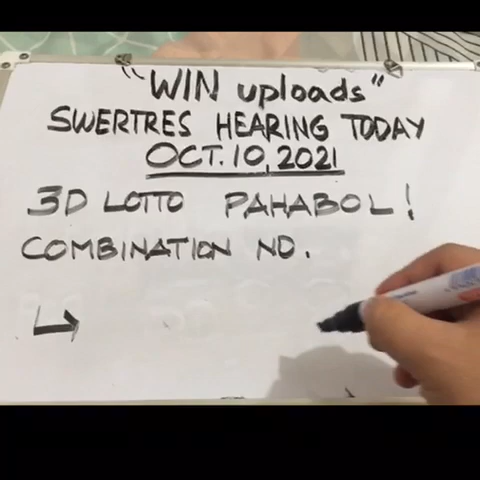 "WIN uploads"
SWERTRES HEARING TODAY
OCT. 10, 2021
3D LOTTO PAHABOL!
COMBINATION NO.